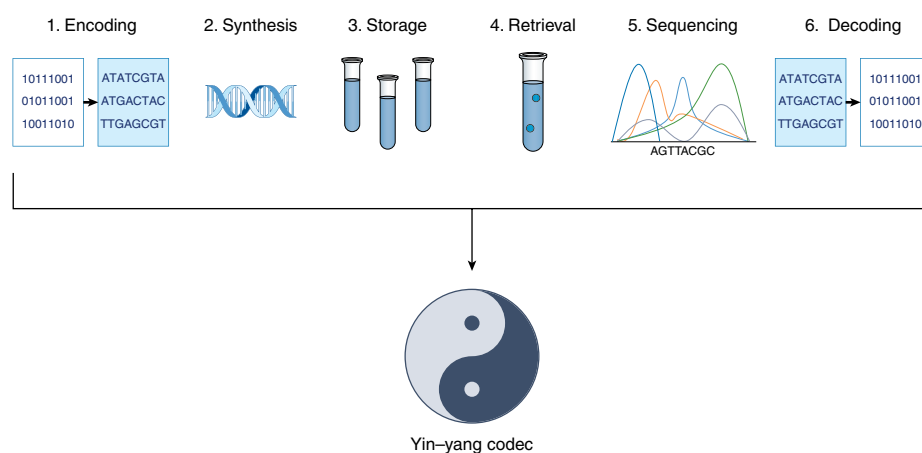 1. Encoding
2. Synthesis
3. Storage
4. Retrieval
5. Sequencing
6. Decoding
10111001
01011001
10011010
ATATCGTA
ATGACTAC
TTGAGCGT
AGTTACGC
ATATCGTA
ATGACTAC
TTGAGCGT
10111001
01011001
10011010
Yin–yang codec